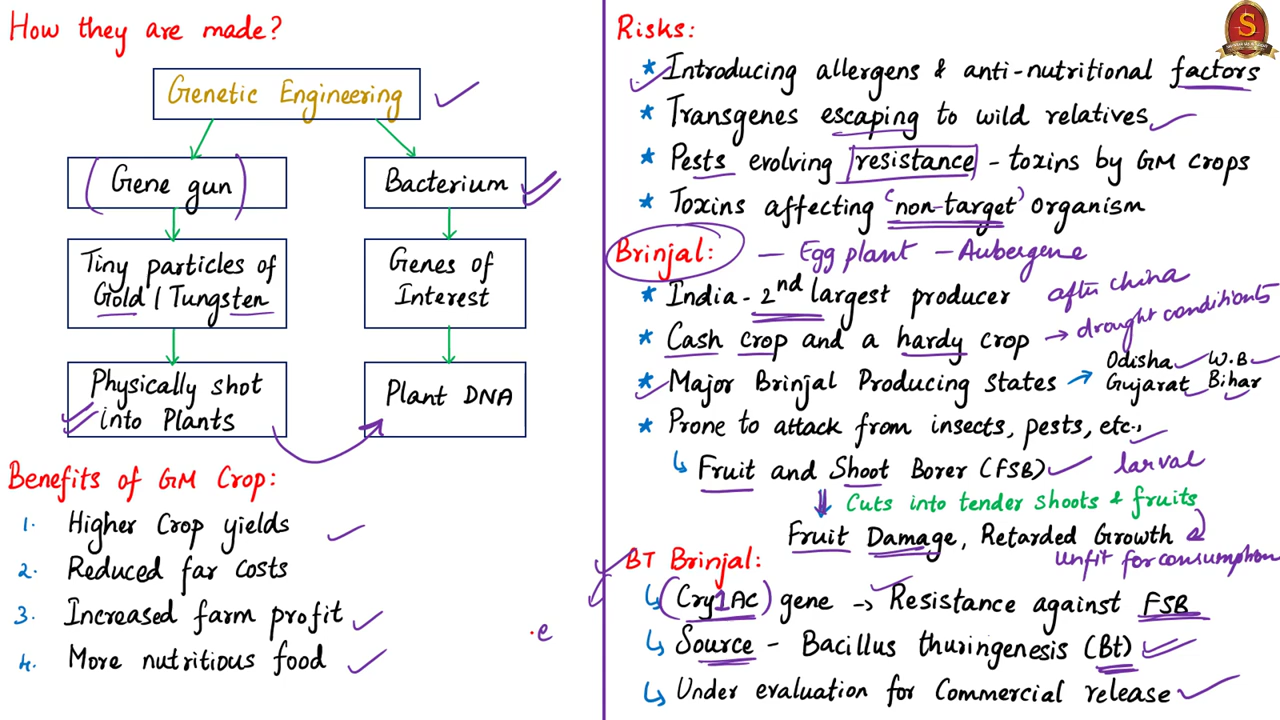 How they are made?
Genetic Engineering
Gene gun
Tiny particles of
Gold / Tungsten
Physically shot
into Plants
Bacterium
Genes of
Interest
Plant DNA
Benefits of GM Crop:
1. Higher Crop yields
2. Reduced far costs
3. Increased farm profit
4. More nutritious food
e
Risks:
* Introducing allergens & anti-nutritional factors
* Transgenes escaping to wild relatives
* Pests evolving resistance - toxins by GM crops
* Toxins affecting 'non-target' organism
Brinjal: — Egg plant — Aubergene
* India - 2nd largest producer after china
* Cash crop and a hardy crop → drought conditions
* Major Brinjal Producing states → Odisha W.B
Gujarat Bihar
* Prone to attack from insects, pests, etc.,
↳ Fruit and Shoot Borer (FSB) larval
↓ Cuts into tender shoots & fruits
Fruit Damage, Retarded Growth
unfit for consumption
BT Brinjal:
↳ (Cry1Ac) gene → Resistance against FSB
↳ Source - Bacillus thuringenesis (Bt)
↳ Under evaluation for Commercial release
S